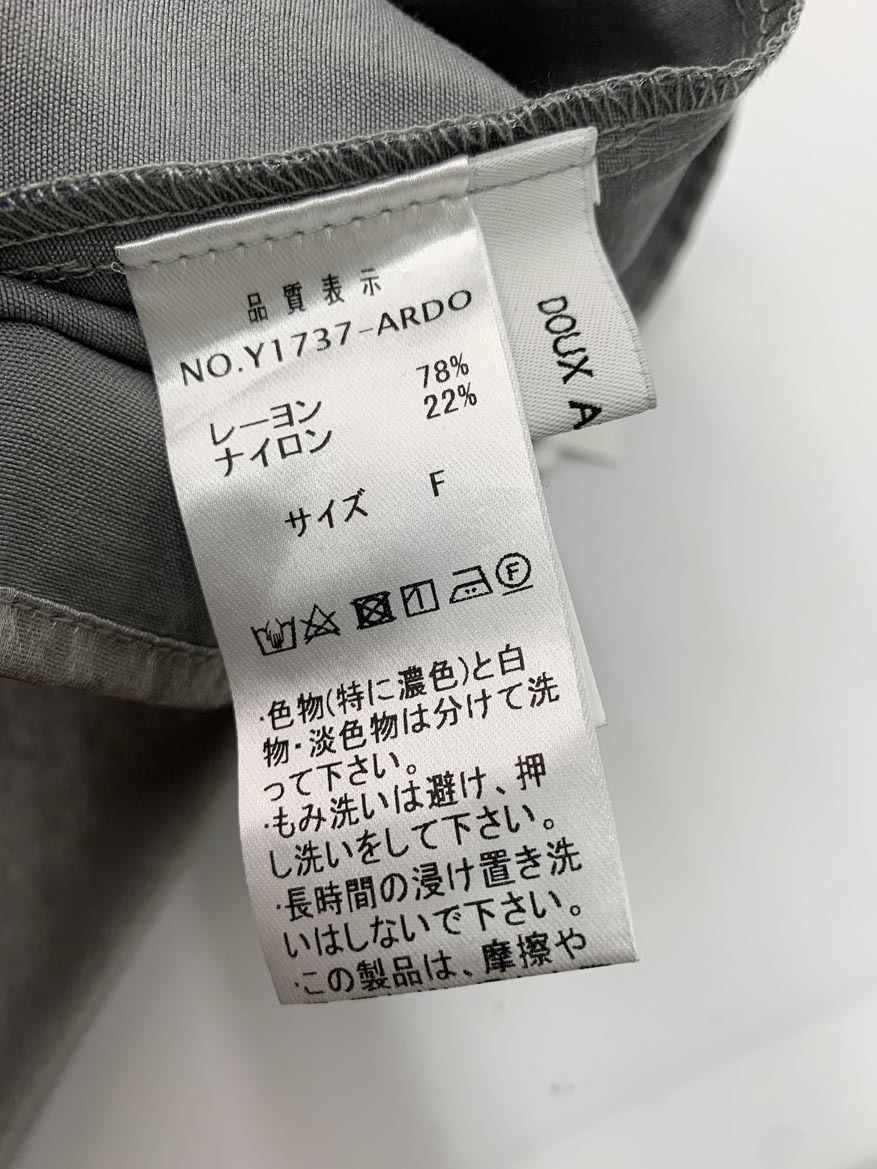 品質表示
NO.Y1737-ARDO
レーヨン 78%
ナイロン 22%
サイズ F
F
・色物(特に濃色)と白
物・淡色物は分けて洗
って下さい。
・もみ洗いは避け、押
し洗いをして下さい。
・長時間の浸け置き洗
いはしないで下さい。
・この製品は、摩擦や
DOUX A